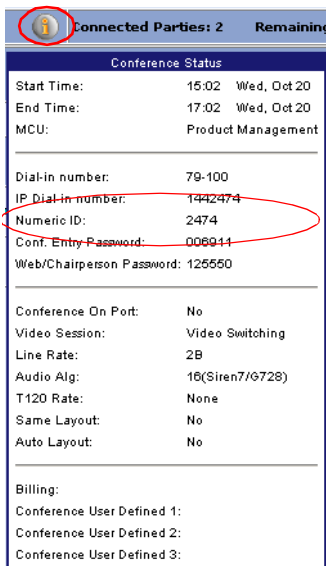 Connected Parties: 2 Remaining
Conference Status
Start Time: 15:02 Wed, Oct 20
End Time: 17:02 Wed, Oct 20
MCU: Product Management
Dial-in number: 79-100
IP Dial-in number: 1442474
Numeric ID: 2474
Conf. Entry Password: 006911
Web/Chairperson Password: 125550
Conference On Port: No
Video Session: Video Switching
Line Rate: 2B
Audio Alg: 16(Siren7/G728)
T120 Rate: None
Same Layout: No
Auto Layout: No
Billing:
Conference User Defined 1:
Conference User Defined 2:
Conference User Defined 3: